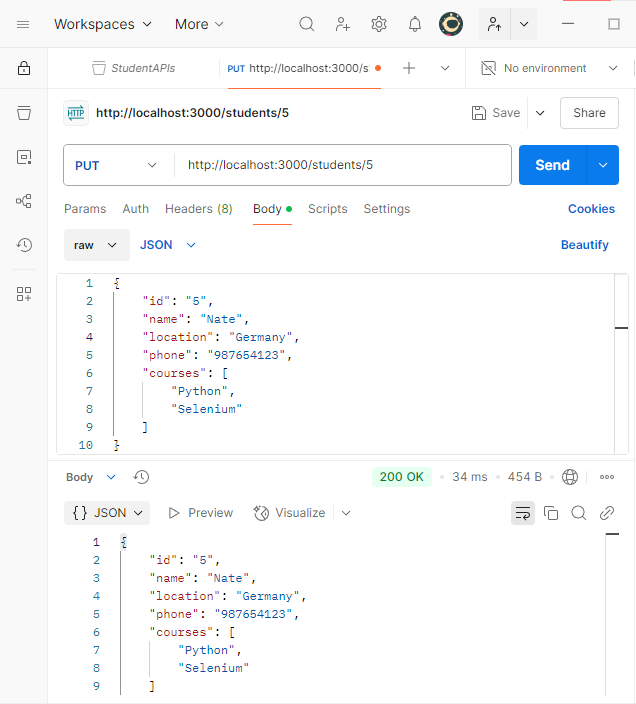 Workspaces More
StudentAPIs PUT http://localhost:3000/s No environment
HTTP http://localhost:3000/students/5 Save Share
PUT http://localhost:3000/students/5 Send
Params Auth Headers (8) Body Scripts Settings Cookies
raw JSON Beautify
1 {
2 "id": "5",
3 "name": "Nate",
4 "location": "Germany",
5 "phone": "987654123",
6 "courses": [
7 "Python",
8 "Selenium"
9 ]
10 }
Body 200 OK 34 ms 454 B
{} JSON Preview Visualize
1 {
2 "id": "5",
3 "name": "Nate",
4 "location": "Germany",
5 "phone": "987654123",
6 "courses": [
7 "Python",
8 "Selenium"
9 ]